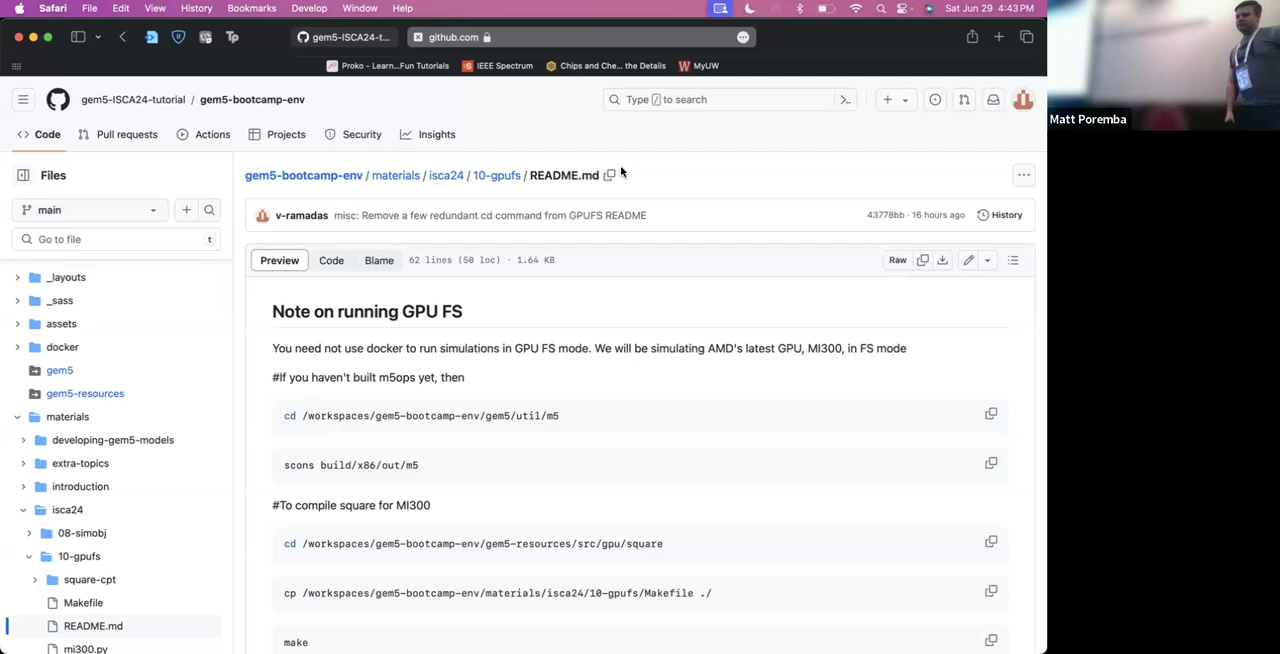 Safari File Edit View History Bookmarks Develop Window Help Sat Jun 29 4:43 PM
Tp gem5-ISCA24-t... github.com
Proko - Learn...Fun Tutorials IEEE Spectrum Chips and Che... the Details MyUW
gem5-ISCA24-tutorial / gem5-bootcamp-env Type / to search
Code Pull requests Actions Projects Security Insights
Files
main
Go to file t
_layouts
_sass
assets
docker
gem5
gem5-resources
materials
developing-gem5-models
extra-topics
introduction
isca24
08-simobj
10-gpufs
square-cpt
Makefile
README.md
mi300.py
gem5-bootcamp-env / materials / isca24 / 10-gpufs / README.md
v-ramadas misc: Remove a few redundant cd command from GPUFS README 43778bb · 16 hours ago History
Preview Code Blame 62 lines (50 loc) · 1.64 KB Raw
Note on running GPU FS
You need not use docker to run simulations in GPU FS mode. We will be simulating AMD's latest GPU, MI300, in FS mode
#If you haven't built m5ops yet, then
cd /workspaces/gem5-bootcamp-env/gem5/util/m5
scons build/x86/out/m5
#To compile square for MI300
cd /workspaces/gem5-bootcamp-env/gem5-resources/src/gpu/square
cp /workspaces/gem5-bootcamp-env/materials/isca24/10-gpufs/Makefile ./
make
Matt Poremba